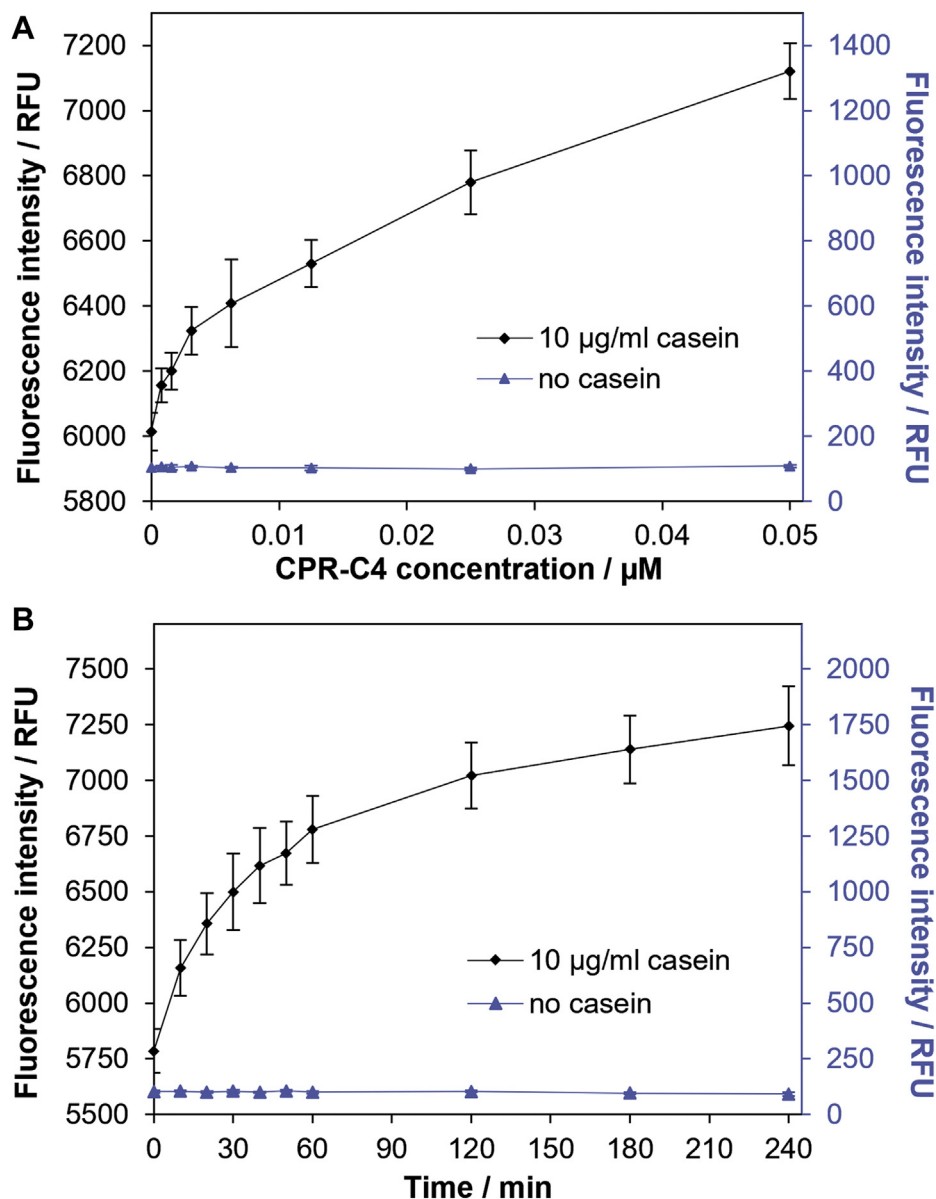 A
7200
7000
6800
6600
6400
6200
6000
5800
Fluorescence intensity / RFU
1400
1200
1000
800
600
400
200
0
Fluorescence intensity / RFU
10 µg/ml casein
no casein
0 0.01 0.02 0.03 0.04 0.05
CPR-C4 concentration / µM
B
7500
7250
7000
6750
6500
6250
6000
5750
5500
Fluorescence intensity / RFU
2000
1750
1500
1250
1000
750
500
250
0
Fluorescence intensity / RFU
10 µg/ml casein
no casein
0 30 60 90 120 150 180 210 240
Time / min